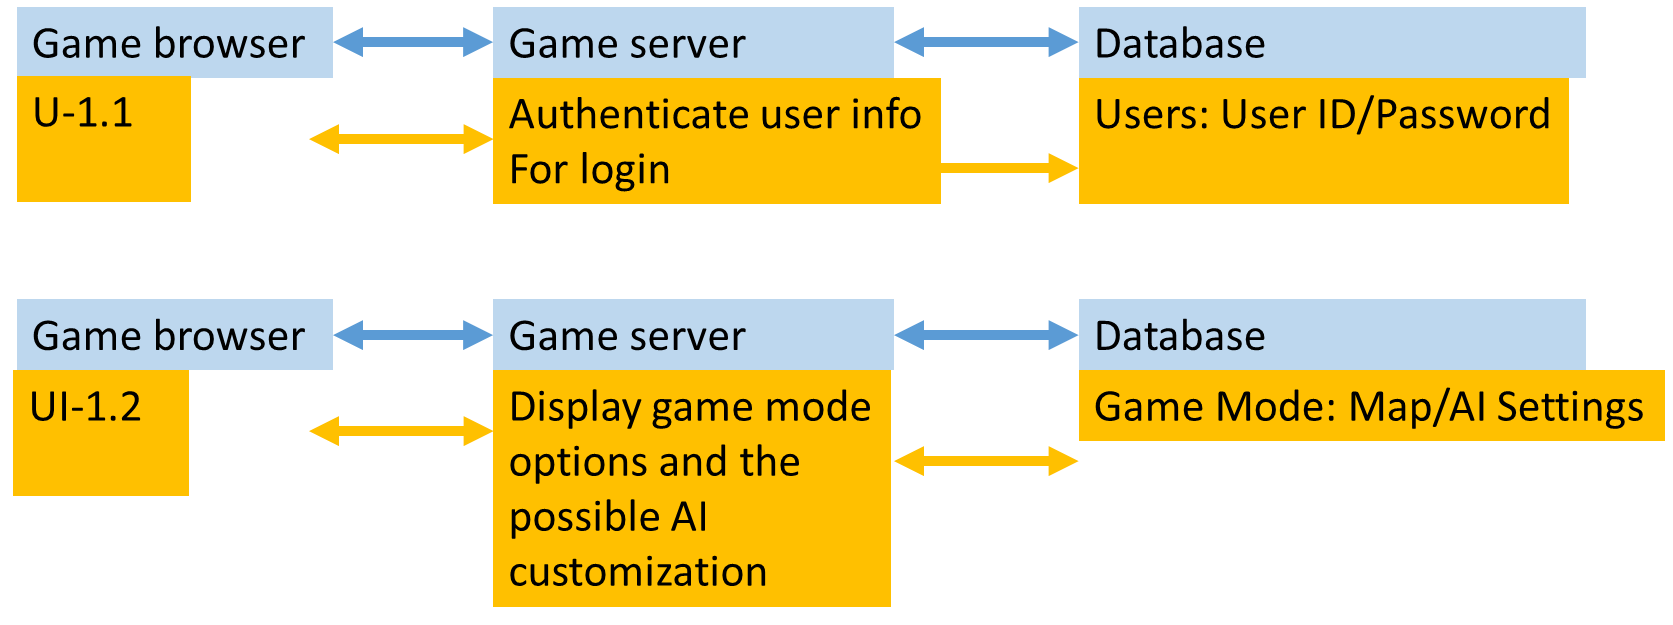 Game browser
Game server
Database
U-1.1
Authenticate user info
For login
Users: User ID/Password
Game browser
Game server
Database
UI-1.2
Display game mode
options and the
possible AI
customization
Game Mode: Map/AI Settings